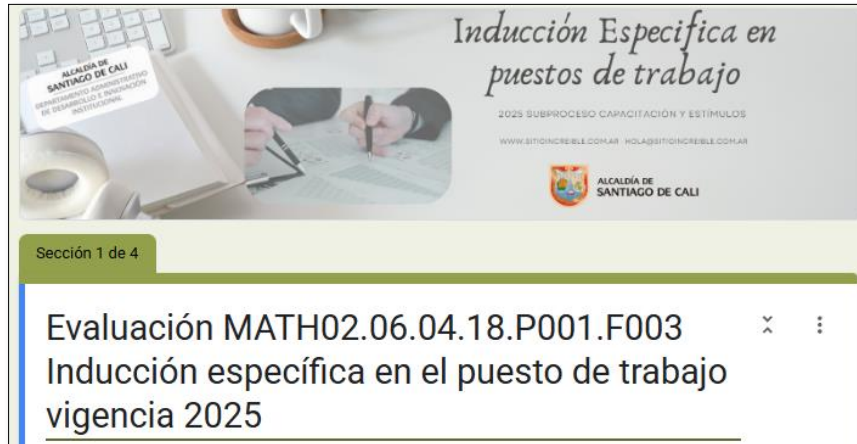 Inducción Especifica en
puestos de trabajo
ALCALDÍA DE
SANTIAGO DE CALI
DEPARTAMENTO ADMINISTRATIVO
DE DESARROLLO E INNOVACIÓN
INSTITUCIONAL
2025 SUBPROCESO CAPACITACIÓN Y ESTÍMULOS
WWW.SITIOINCREIBLE.COM.AR HOLA@SITIOINCREIBLE.COM.AR
ALCALDÍA DE
SANTIAGO DE CALI
Sección 1 de 4
Evaluación MATH02.06.04.18.P001.F003
Inducción específica en el puesto de trabajo
vigencia 2025